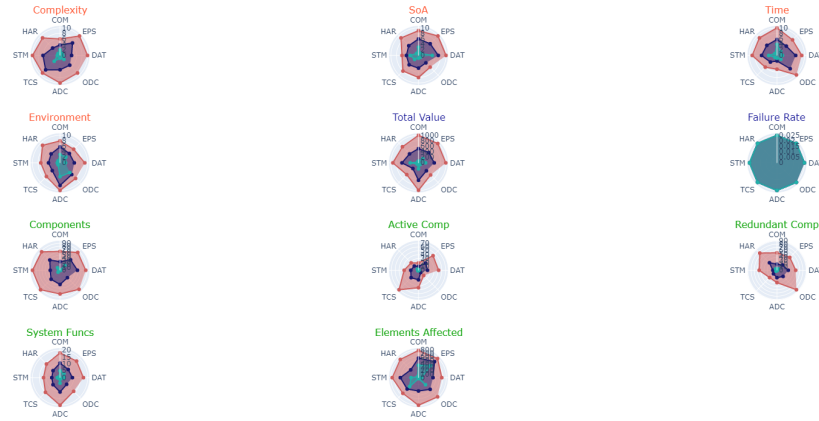 Complexity
COM
HAR
EPS
STM
DAT
TCS
ODC
ADC
10
SoA
COM
HAR
EPS
STM
DAT
TCS
ODC
ADC
10
Time
COM
HAR
EPS
STM
DAT
TCS
ODC
ADC
10
Environment
COM
HAR
EPS
STM
DAT
TCS
ODC
ADC
10
Total Value
COM
HAR
EPS
STM
DAT
TCS
ODC
ADC
1000
Failure Rate
COM
HAR
EPS
STM
DAT
TCS
ODC
ADC
0.025
Components
COM
HAR
EPS
STM
DAT
TCS
ODC
ADC
Active Comp
COM
HAR
EPS
STM
DAT
TCS
ODC
ADC
70
Redundant Comp
COM
HAR
EPS
STM
DA
TCS
ODC
ADC
System Funcs
COM
HAR
EPS
STM
DAT
TCS
ODC
ADC
20
15
10
Elements Affected
COM
HAR
EPS
STM
DAT
TCS
ODC
ADC